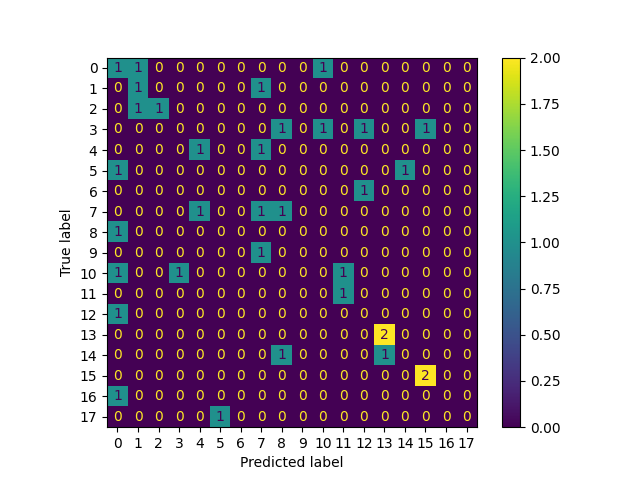 0 1 1 0 0 0 0 0 0 0 0 1 0 0 0 0 0 0 0 2.00
1 0 1 0 0 0 0 0 1 0 0 0 0 0 0 0 0 0 0 1.75
2 0 1 1 0 0 0 0 0 0 0 0 0 0 0 0 0 0 0
3 0 0 0 0 0 0 0 0 1 0 1 0 1 0 0 1 0 0 1.50
4 0 0 0 0 1 0 0 1 0 0 0 0 0 0 0 0 0 0
5 1 0 0 0 0 0 0 0 0 0 0 0 0 0 1 0 0 0 1.25
6 0 0 0 0 0 0 0 0 0 0 0 0 1 0 0 0 0 0
7 0 0 0 0 1 0 0 1 1 0 0 0 0 0 0 0 0 0
True label
8 1 0 0 0 0 0 0 0 0 0 0 0 0 0 0 0 0 0 1.00
9 0 0 0 0 0 0 0 1 0 0 0 0 0 0 0 0 0 0
10 1 0 0 1 0 0 0 0 0 0 0 1 0 0 0 0 0 0 0.75
11 0 0 0 0 0 0 0 0 0 0 0 1 0 0 0 0 0 0
12 1 0 0 0 0 0 0 0 0 0 0 0 0 0 0 0 0 0 0.50
13 0 0 0 0 0 0 0 0 0 0 0 0 0 2 0 0 0 0
14 0 0 0 0 0 0 0 0 1 0 0 0 0 1 0 0 0 0
15 0 0 0 0 0 0 0 0 0 0 0 0 0 0 0 2 0 0 0.25
16 1 0 0 0 0 0 0 0 0 0 0 0 0 0 0 0 0 0
17 0 0 0 0 0 1 0 0 0 0 0 0 0 0 0 0 0 0 0.00
0 1 2 3 4 5 6 7 8 9 10 11 12 13 14 15 16 17
Predicted label